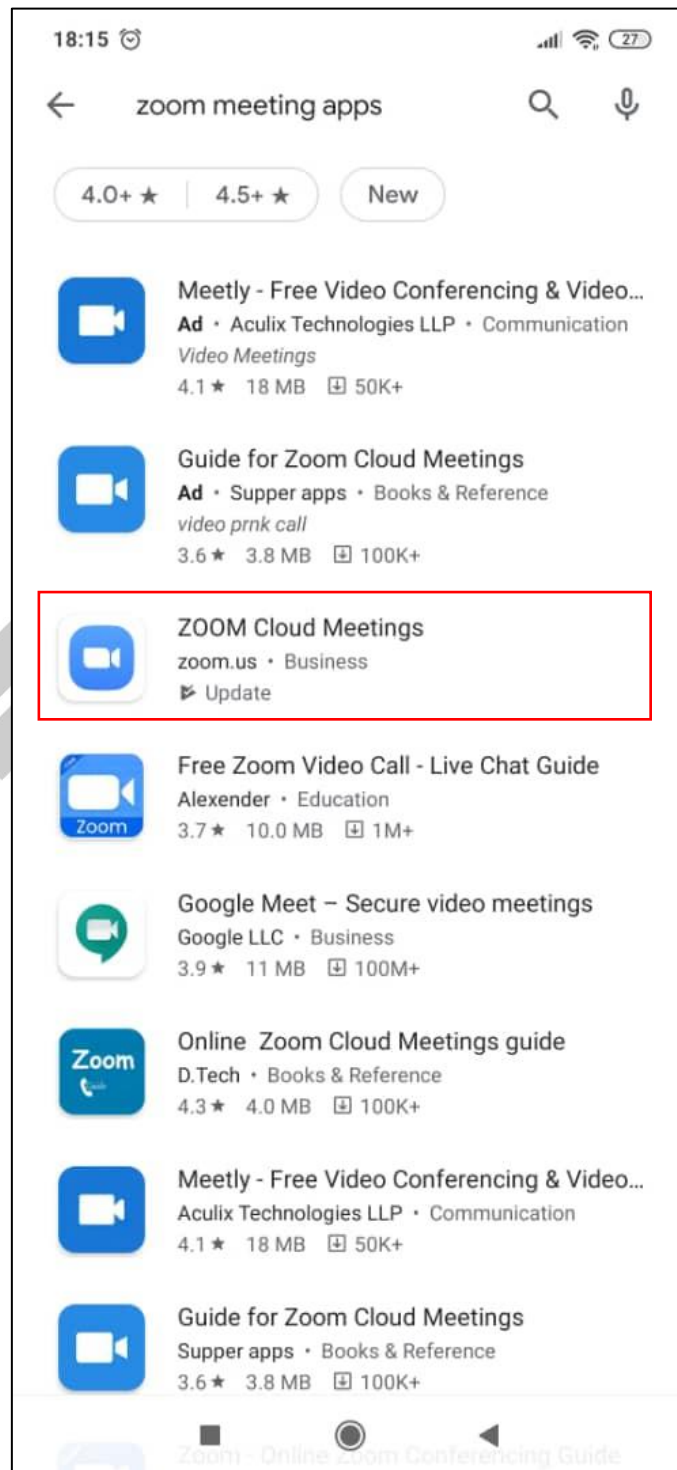 18:15 27
zoom meeting apps
4.0+ ★ 4.5+ ★ New
Meetly - Free Video Conferencing & Video...
Ad • Aculix Technologies LLP • Communication
Video Meetings
4.1 ★ 18 MB 50K+
Guide for Zoom Cloud Meetings
Ad • Supper apps • Books & Reference
video prnk call
3.6 ★ 3.8 MB 100K+
ZOOM Cloud Meetings
zoom.us • Business
Update
Free Zoom Video Call - Live Chat Guide
Zoom
Alexender • Education
3.7 ★ 10.0 MB 1M+
Google Meet – Secure video meetings
Google LLC • Business
3.9 ★ 11 MB 100M+
Online Zoom Cloud Meetings guide
Zoom
D.Tech • Books & Reference
4.3 ★ 4.0 MB 100K+
Meetly - Free Video Conferencing & Video...
Aculix Technologies LLP • Communication
4.1 ★ 18 MB 50K+
Guide for Zoom Cloud Meetings
Supper apps • Books & Reference
3.6 ★ 3.8 MB 100K+
Zoom - Online Zoom Conferencing Guide